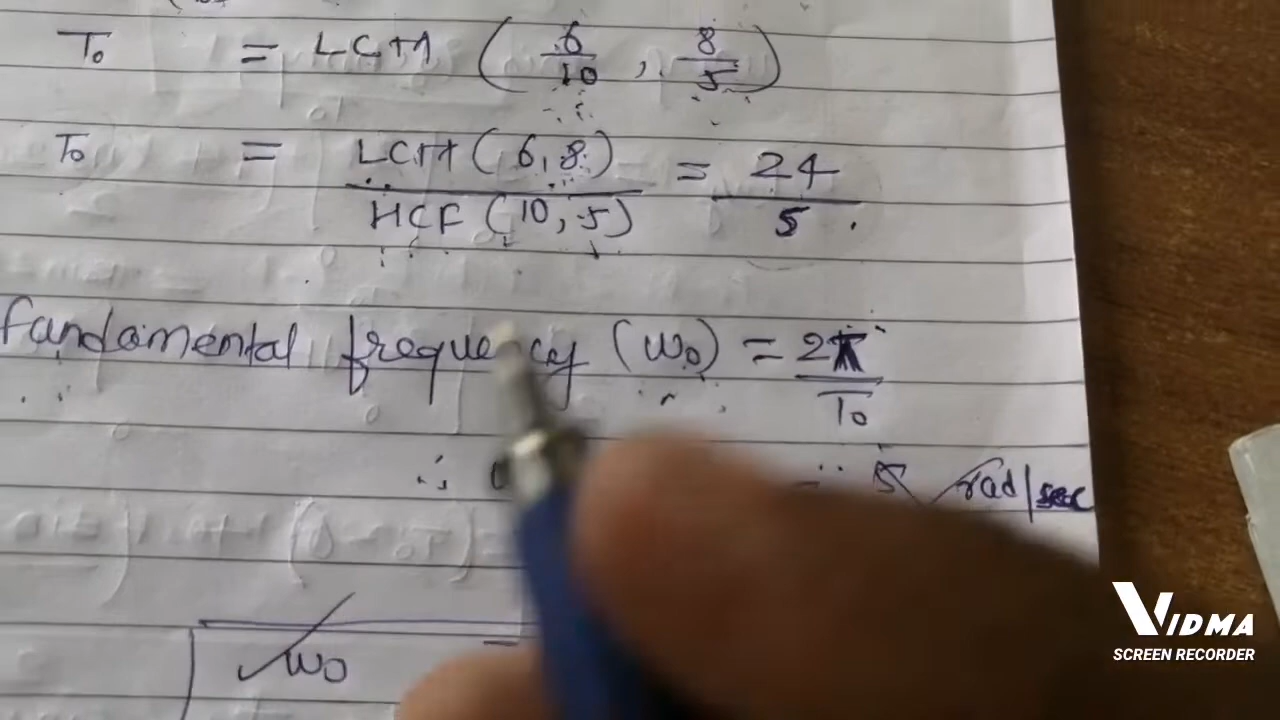 T₀ = LCM ( 6/10 , 8/5 )
T₀ = LCM ( 6, 8 ) / HCF ( 10, 5 ) = 24 / 5 .
fundamental frequency (ω₀) = 2π / T₀
∴ 5 rad/sec
ω₀ =
VIDMA
SCREEN RECORDER